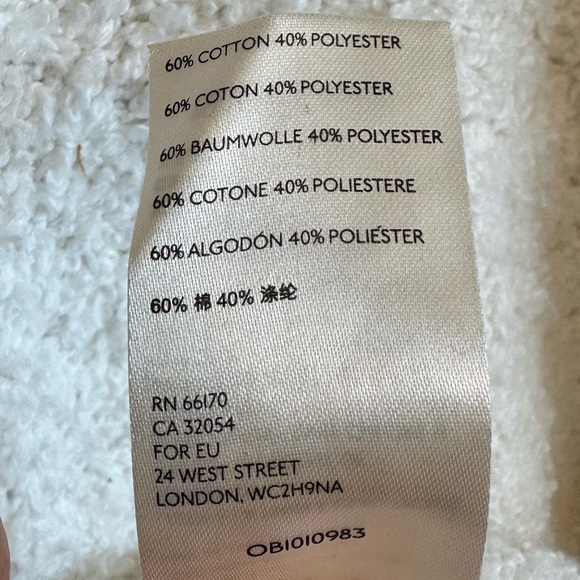 60% COTTON 40% POLYESTER
60% COTON 40% POLYESTER
60% BAUMWOLLE 40% POLYESTER
60% COTONE 40% POLIESTERE
60% ALGODÓN 40% POLIÉSTER
60% 棉 40% 涤纶
RN 66170
CA 32054
FOR EU
24 WEST STREET
LONDON, WC2H9NA
OB1010983